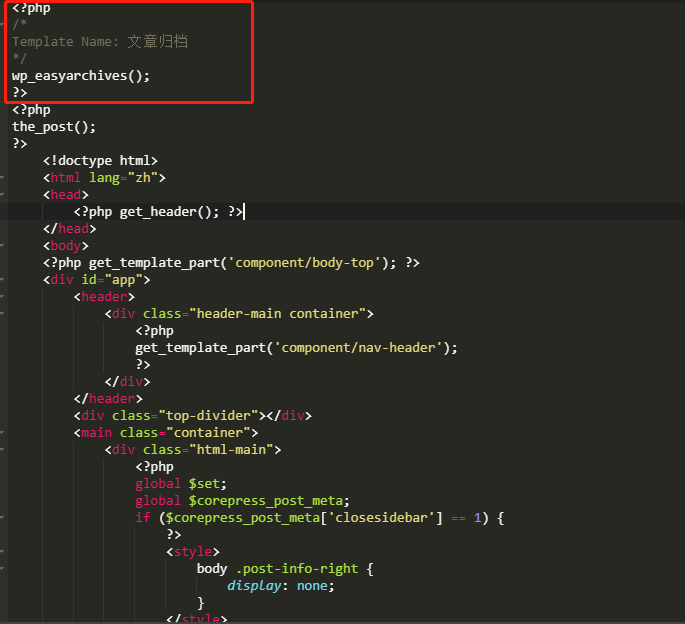 <?php
/*
Template Name: 文章归档
*/
wp_easyarchives();
?>
<?php
the_post();
?>
<!doctype html>
<html lang="zh">
<head>
<?php get_header(); ?>
</head>
<body>
<?php get_template_part('component/body-top'); ?>
<div id="app">
<header>
<div class="header-main container">
<?php
get_template_part('component/nav-header');
?>
</div>
</header>
<div class="top-divider"></div>
<main class="container">
<div class="html-main">
<?php
global $set;
global $corepress_post_meta;
if ($corepress_post_meta['closesidebar'] == 1) {
?>
<style>
body .post-info-right {
display: none;
}
</style>